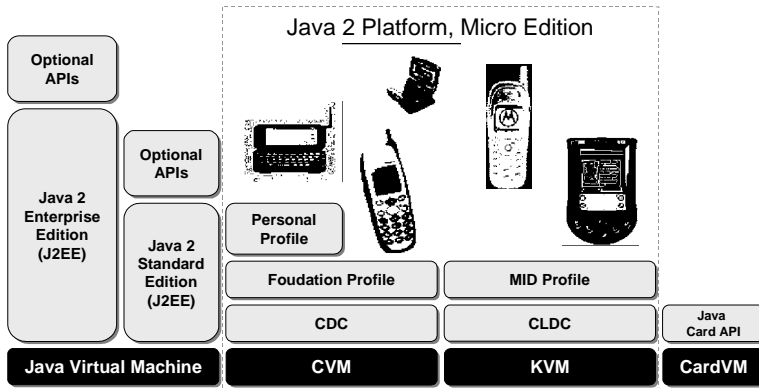 Java 2 Platform, Micro Edition
Optional
APIs
Java 2
Enterprise
Edition
(J2EE)
Optional
APIs
Java 2
Standard
Edition
(J2EE)
Personal
Profile
Foudation Profile
MID Profile
CDC
CLDC
Java
Card API
Java Virtual Machine
CVM
KVM
CardVM